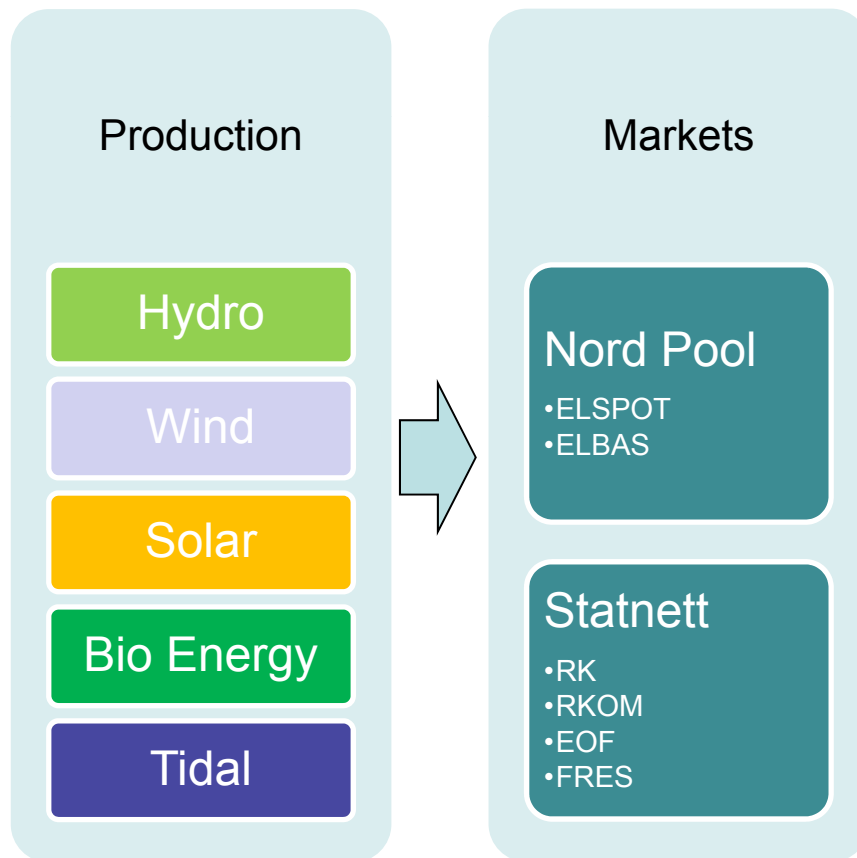 Production
Hydro
Wind
Solar
Bio Energy
Tidal
Markets
Nord Pool
•ELSPOT
•ELBAS
Statnett
•RK
•RKOM
•EOF
•FRES